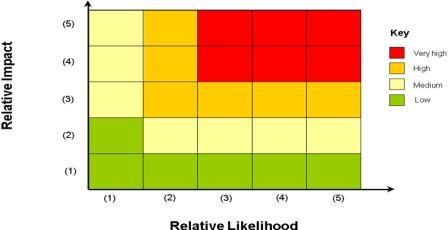 Relative Impact
(5)
(4)
(3)
(2)
(1)
(1) (2) (3) (4) (5)
Relative Likelihood
Key
Very high
High
Medium
Low